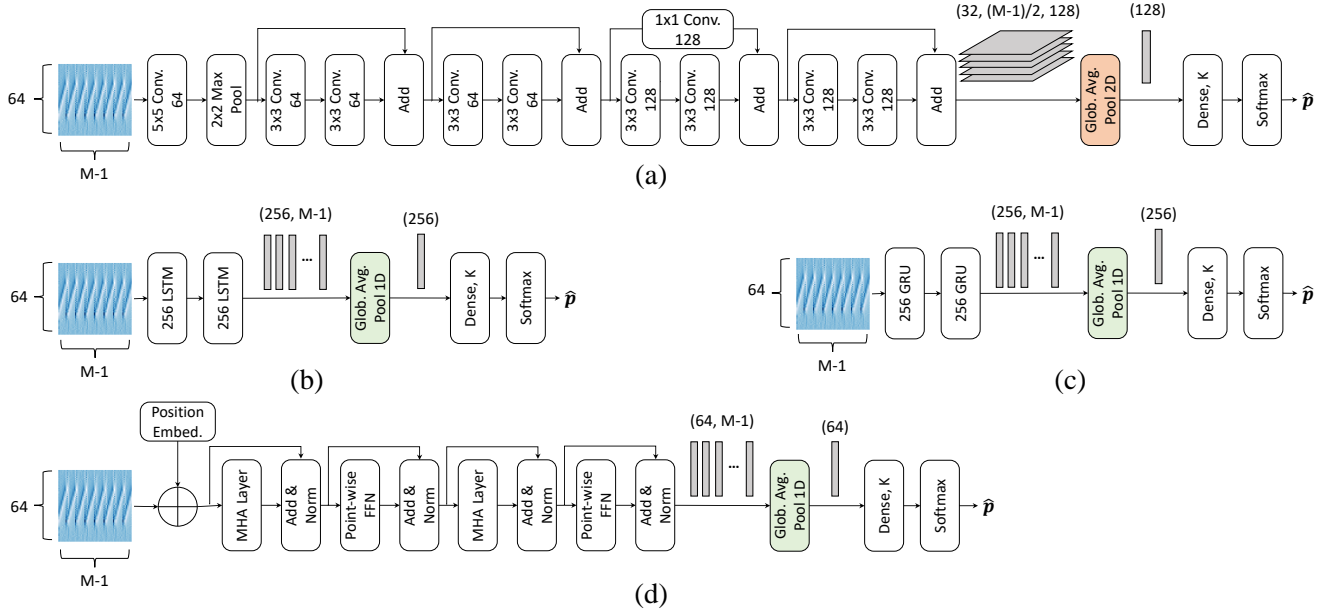 (32, (M-1)/2, 128)
(128)
1x1 Conv.
128
64
5x5 Conv.
64
2x2 Max
Pool
3x3 Conv.
64
3x3 Conv.
64
Add
3x3 Conv.
64
3x3 Conv.
64
Add
3x3 Conv.
128
3x3 Conv.
128
Add
3x3 Conv.
128
3x3 Conv.
128
Add
Glob. Avg.
Pool 2D
Dense, K
Softmax
p̂
M-1
(a)
(256, M-1)
(256)
64
256 LSTM
256 LSTM
...
Glob. Avg.
Pool 1D
Dense, K
Softmax
p̂
M-1
(b)
(256, M-1)
(256)
64
256 GRU
256 GRU
...
Glob. Avg.
Pool 1D
Dense, K
Softmax
p̂
M-1
(c)
Position
Embed.
(64, M-1)
(64)
64
MHA Layer
Add &
Norm
Point-wise
FFN
Add &
Norm
MHA Layer
Add &
Norm
Point-wise
FFN
Add &
Norm
...
Glob. Avg.
Pool 1D
Dense, K
Softmax
p̂
M-1
(d)